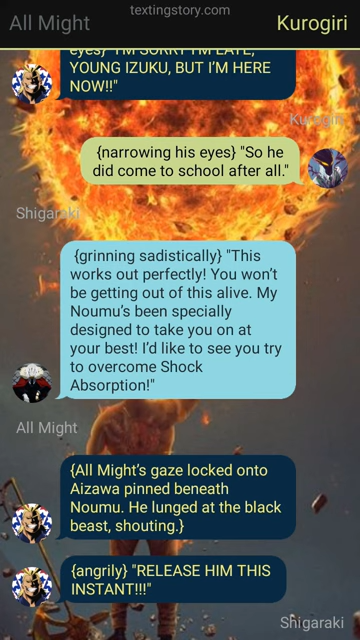 textingstory.com
All Might
Kurogiri
eyes} "I'M SORRY I'M LATE,
YOUNG IZUKU, BUT I'M HERE
NOW!!"
Kurogiri
{narrowing his eyes} "So he
did come to school after all."
Shigaraki
{grinning sadistically} "This
works out perfectly! You won't
be getting out of this alive. My
Noumu's been specially
designed to take you on at
your best! I'd like to see you try
to overcome Shock
Absorption!"
All Might
{All Might's gaze locked onto
Aizawa pinned beneath
Noumu. He lunged at the black
beast, shouting.}
{angrily} "RELEASE HIM THIS
INSTANT!!!"
Shigaraki